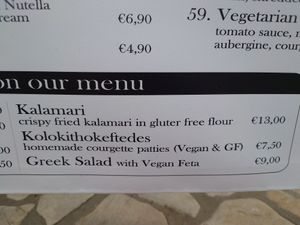 Nutella
ream
€6,90
€4,90
59. Vegetarian
tomato sauce, m
aubergine, courg
on our menu
Kalamari
crispy fried kalamari in gluter free flour €13,00
Kolokithokeftedes
homemade courgette patties (Vegan & GF) €7,50
Greek Salad with Vegan Feta €9,00